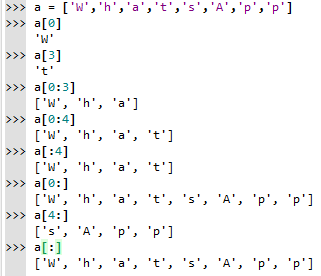 >>> a = ['W','h','a','t','s','A','p','p']
>>> a[0]
'W'
>>> a[3]
't'
>>> a[0:3]
['W', 'h', 'a']
>>> a[0:4]
['W', 'h', 'a', 't']
>>> a[:4]
['W', 'h', 'a', 't']
>>> a[0:]
['W', 'h', 'a', 't', 's', 'A', 'p', 'p']
>>> a[4:]
['s', 'A', 'p', 'p']
>>> a[:]
['W', 'h', 'a', 't', 's', 'A', 'p', 'p']